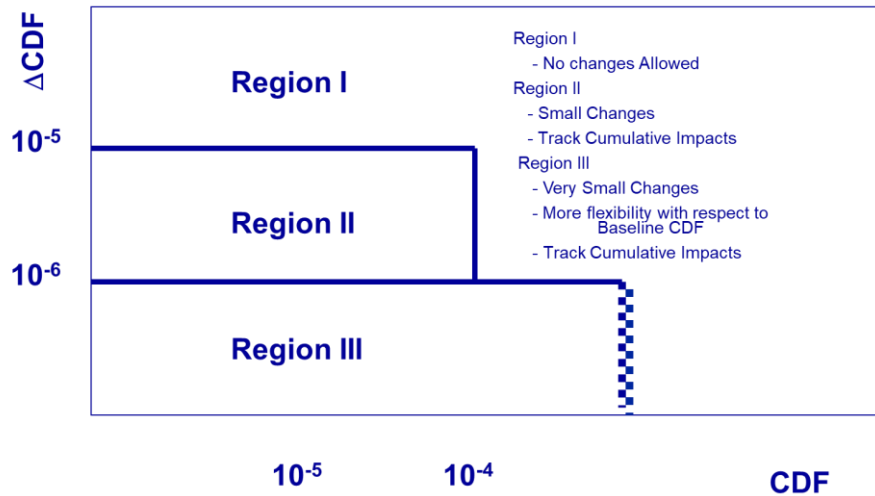 ΔCDF
10⁻⁵
10⁻⁶
Region I
Region II
Region III
Region I
- No changes Allowed
Region II
- Small Changes
- Track Cumulative Impacts
Region III
- Very Small Changes
- More flexibility with respect to
Baseline CDF
- Track Cumulative Impacts
10⁻⁵
10⁻⁴
CDF